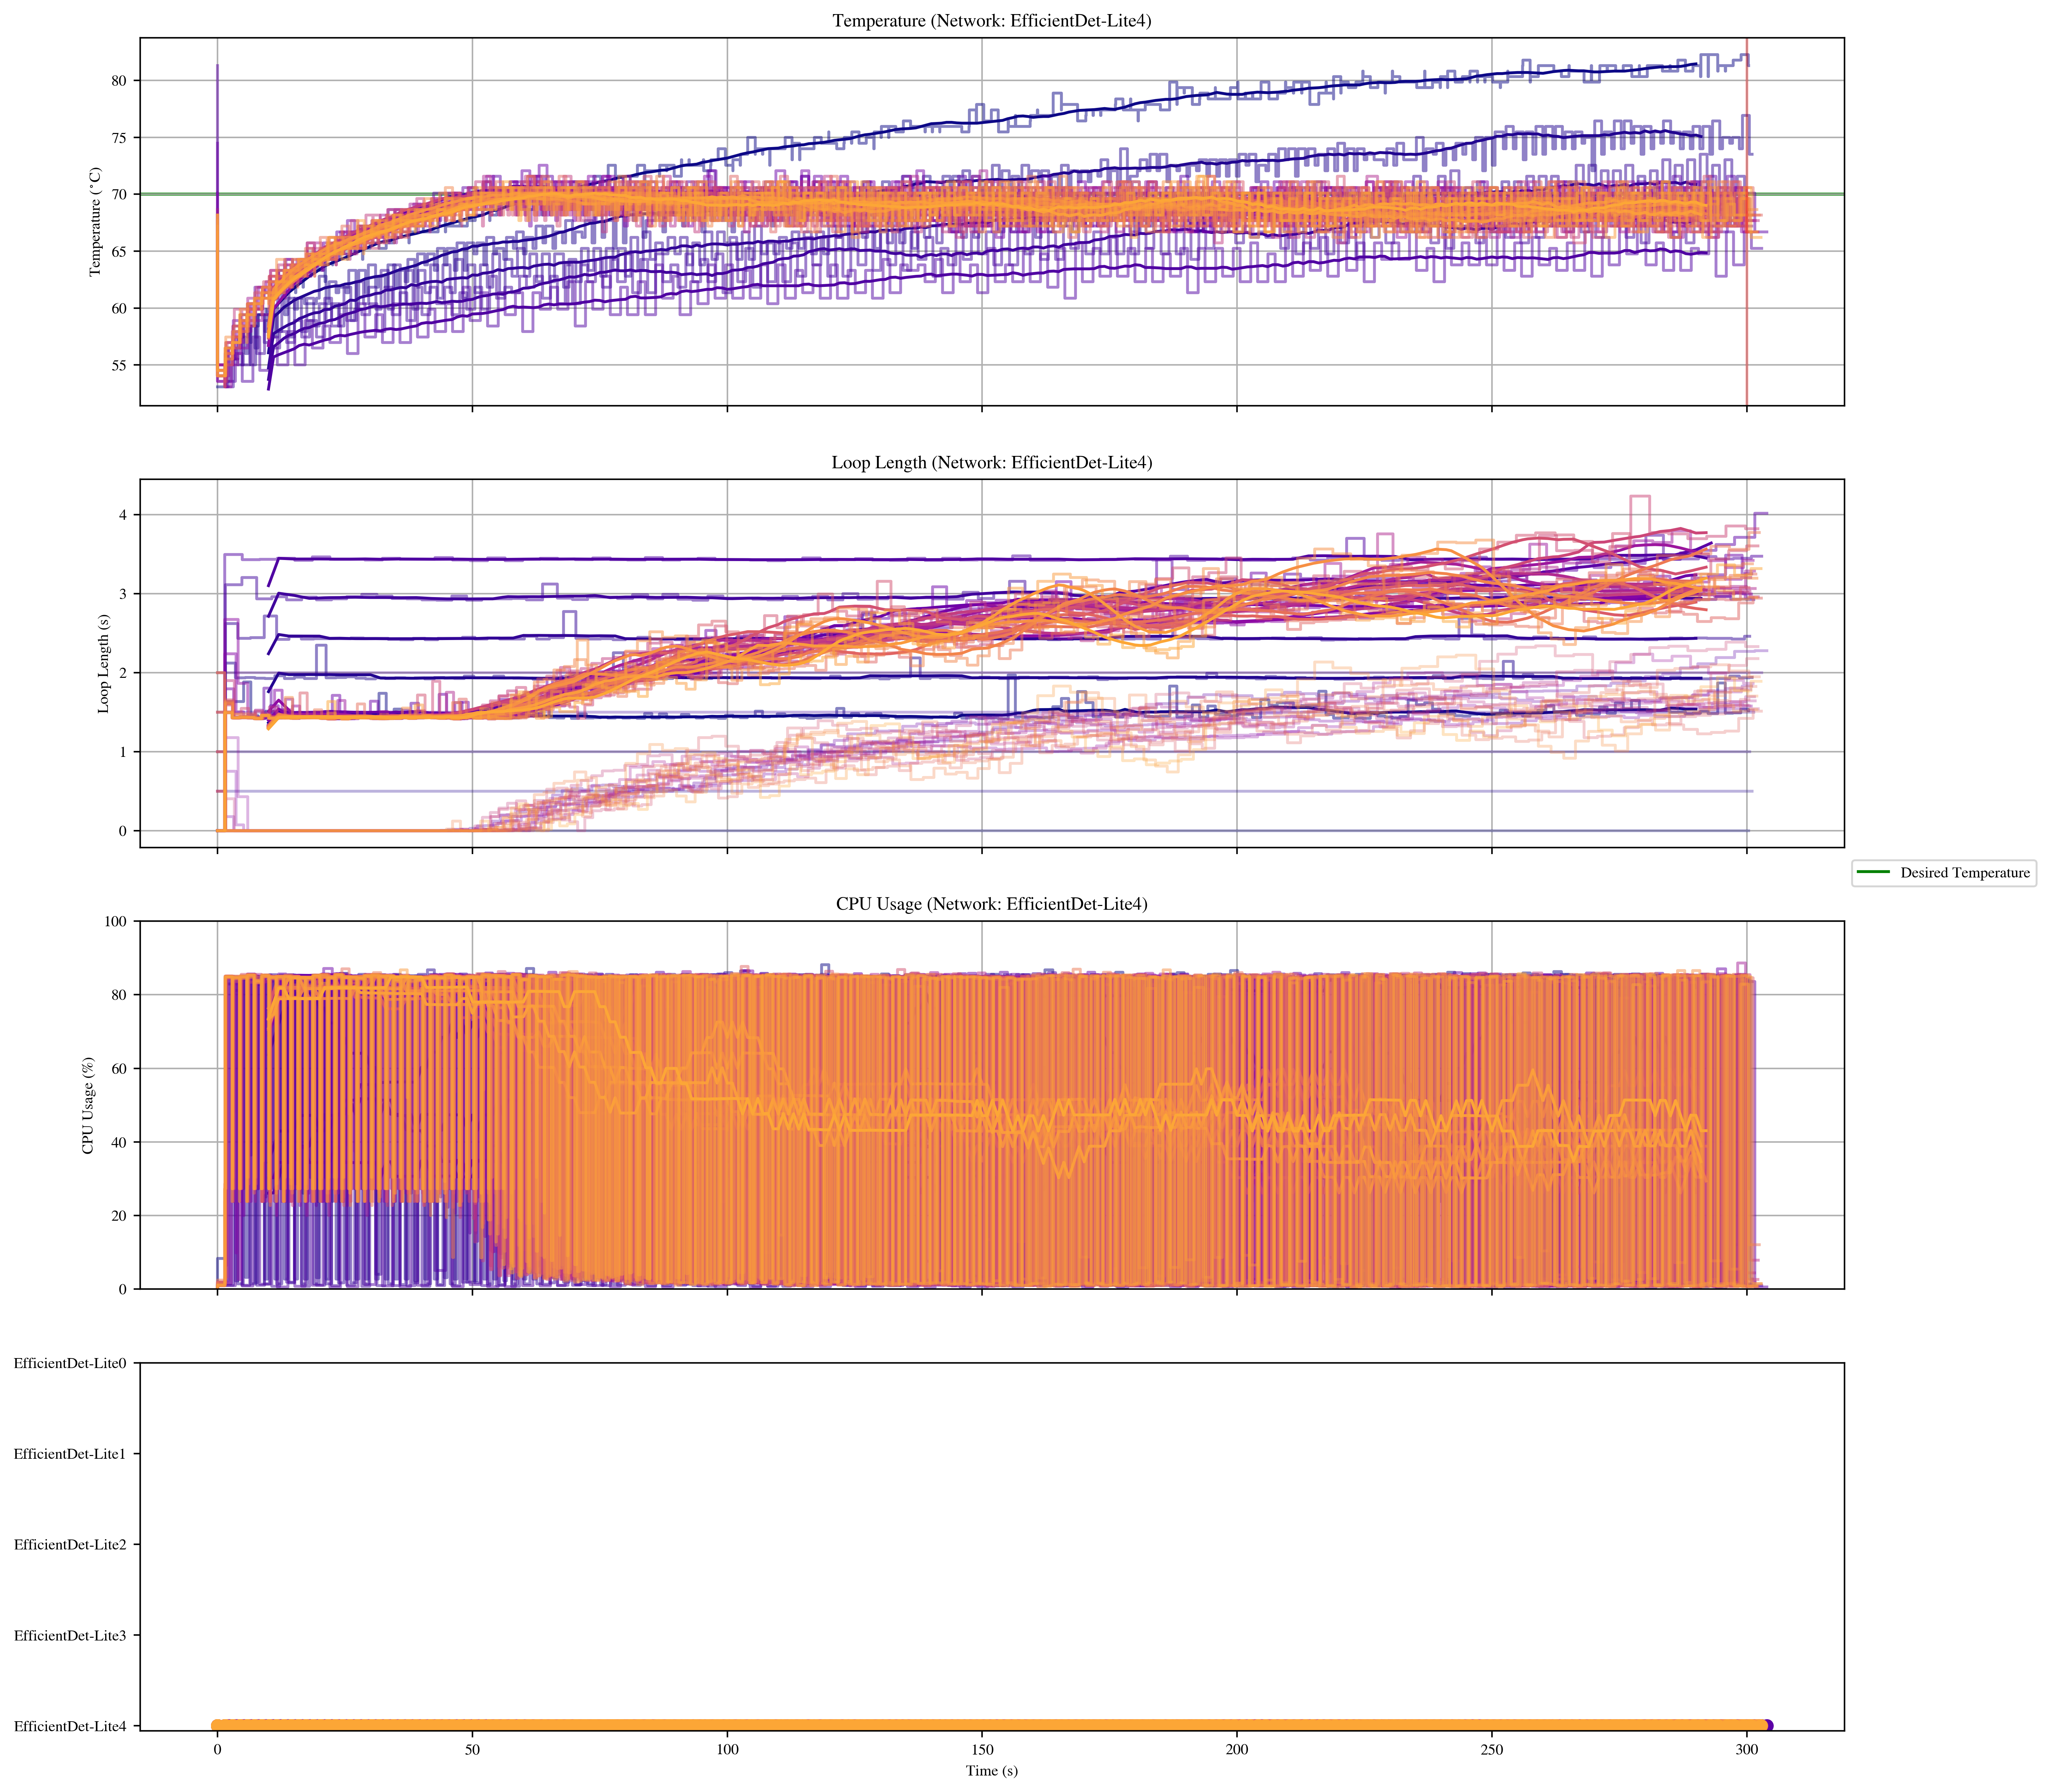 Temperature (Network: EfficientDet-Lite4)
80
75
70
65
60
55
Temperature (°C)
Loop Length (Network: EfficientDet-Lite4)
4
3
2
1
0
Loop Length (s)
Desired Temperature
CPU Usage (Network: EfficientDet-Lite4)
100
80
60
40
20
0
CPU Usage (%)
EfficientDet-Lite0
EfficientDet-Lite1
EfficientDet-Lite2
EfficientDet-Lite3
EfficientDet-Lite4
0 50 100 150 200 250 300
Time (s)